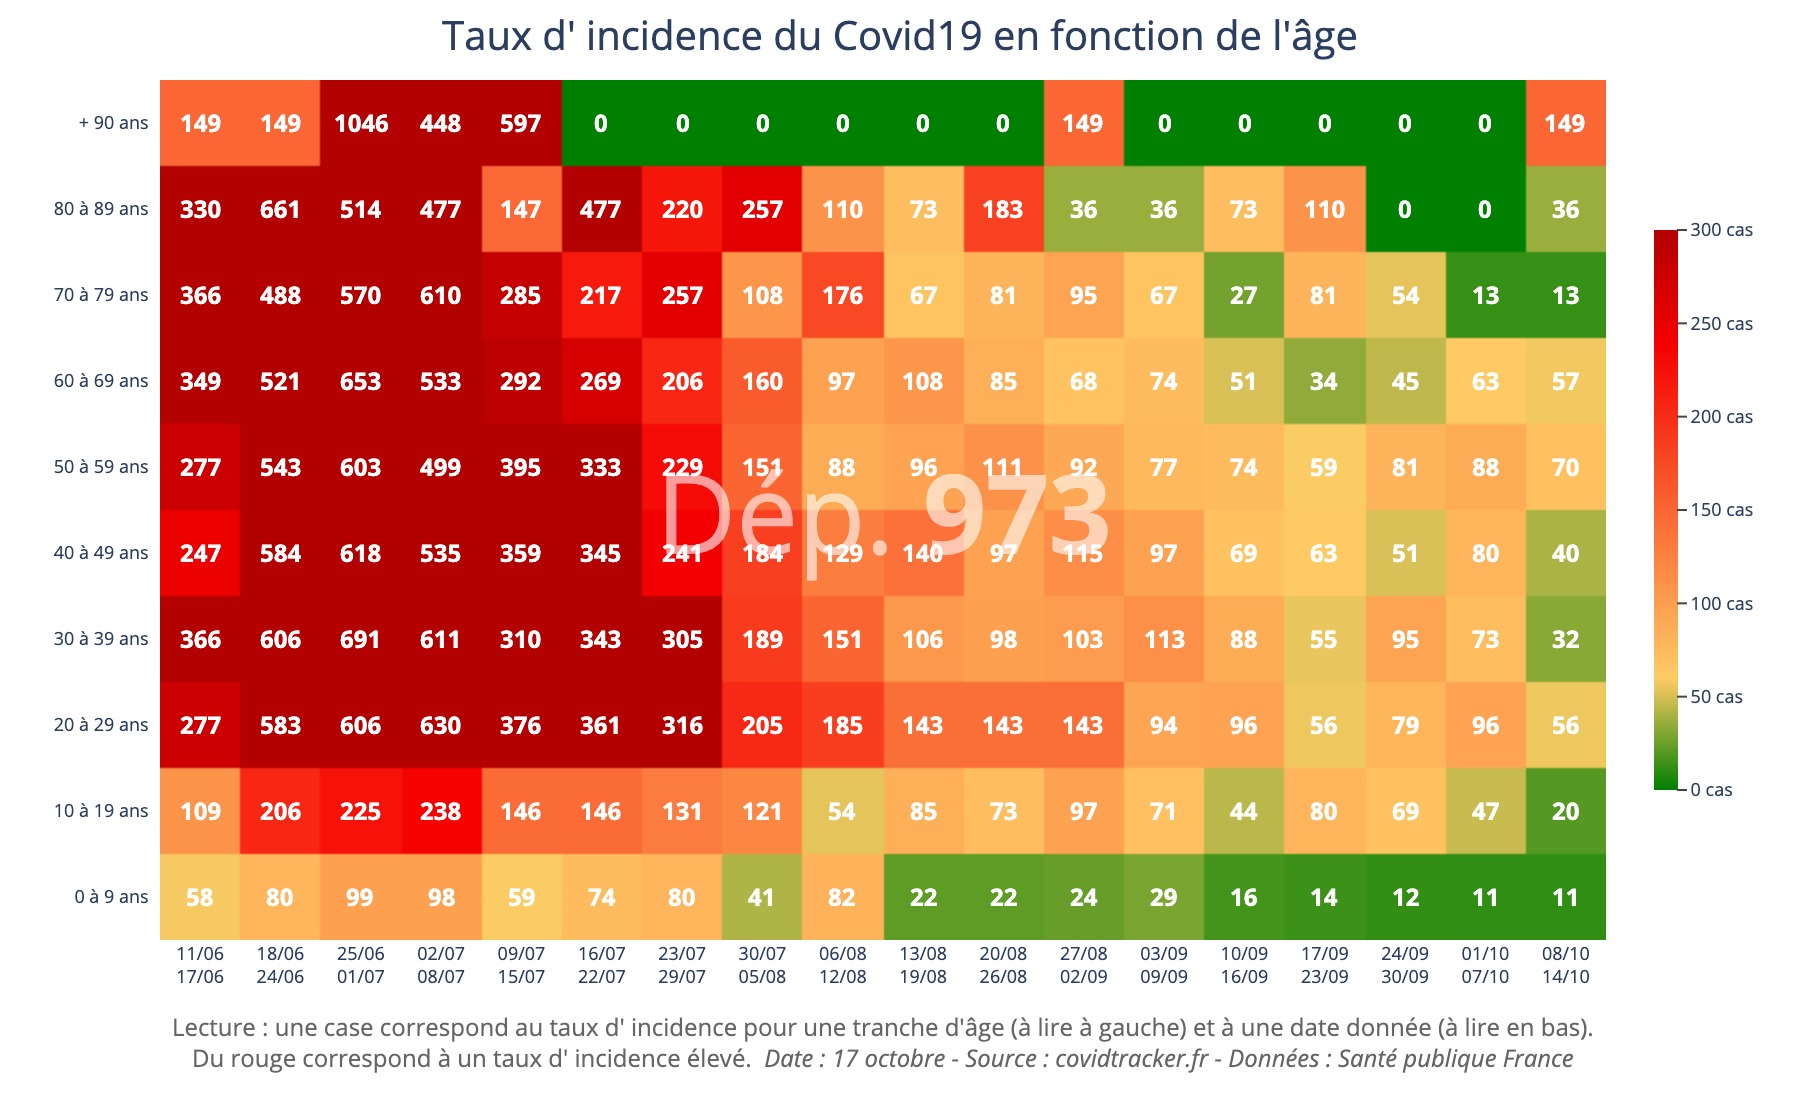 Taux d' incidence du Covid19 en fonction de l'âge
+ 90 ans 149 149 1046 448 597 0 0 0 0 0 0 149 0 0 0 0 0 149
80 à 89 ans 330 661 514 477 147 477 220 257 110 73 183 36 36 73 110 0 0 36
70 à 79 ans 366 488 570 610 285 217 257 108 176 67 81 95 67 27 81 54 13 13
60 à 69 ans 349 521 653 533 292 269 206 160 97 108 85 68 74 51 34 45 63 57
50 à 59 ans 277 543 603 499 395 333 229 151 88 96 111 92 77 74 59 81 88 70
Dép. 973
40 à 49 ans 247 584 618 535 359 345 241 184 129 140 97 115 97 69 63 51 80 40
30 à 39 ans 366 606 691 611 310 343 305 189 151 106 98 103 113 88 55 95 73 32
20 à 29 ans 277 583 606 630 376 361 316 205 185 143 143 143 94 96 56 79 96 56
10 à 19 ans 109 206 225 238 146 146 131 121 54 85 73 97 71 44 80 69 47 20
0 à 9 ans 58 80 99 98 59 74 80 41 82 22 22 24 29 16 14 12 11 11
11/06 18/06 25/06 02/07 09/07 16/07 23/07 30/07 06/08 13/08 20/08 27/08 03/09 10/09 17/09 24/09 01/10 08/10
17/06 24/06 01/07 08/07 15/07 22/07 29/07 05/08 12/08 19/08 26/08 02/09 09/09 16/09 23/09 30/09 07/10 14/10
300 cas
250 cas
200 cas
150 cas
100 cas
50 cas
0 cas
Lecture : une case correspond au taux d' incidence pour une tranche d'âge (à lire à gauche) et à une date donnée (à lire en bas).
Du rouge correspond à un taux d' incidence élevé. Date : 17 octobre - Source : covidtracker.fr - Données : Santé publique France